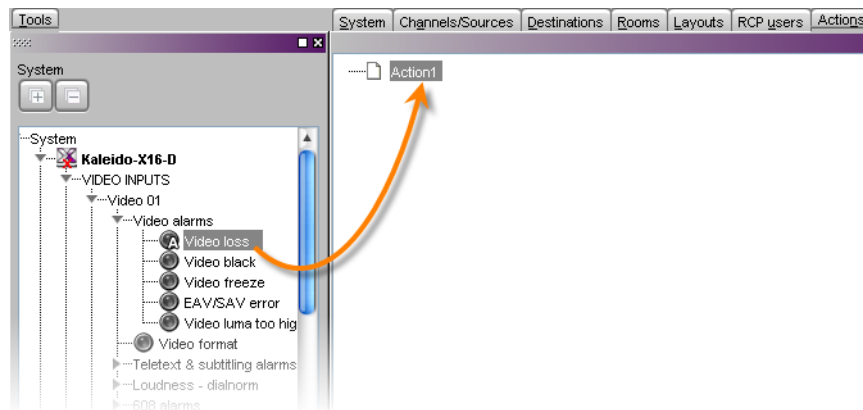 Tools
System Channels/Sources Destinations Rooms Layouts RCP users Actions
System
System
Kaleido-X16-D
VIDEO INPUTS
Video 01
Video alarms
A Video loss
Video black
Video freeze
EAV/SAV error
Video luma too hig
Video format
Teletext & subtitling alarms
Loudness - dialnorm
608 alarms
Action1